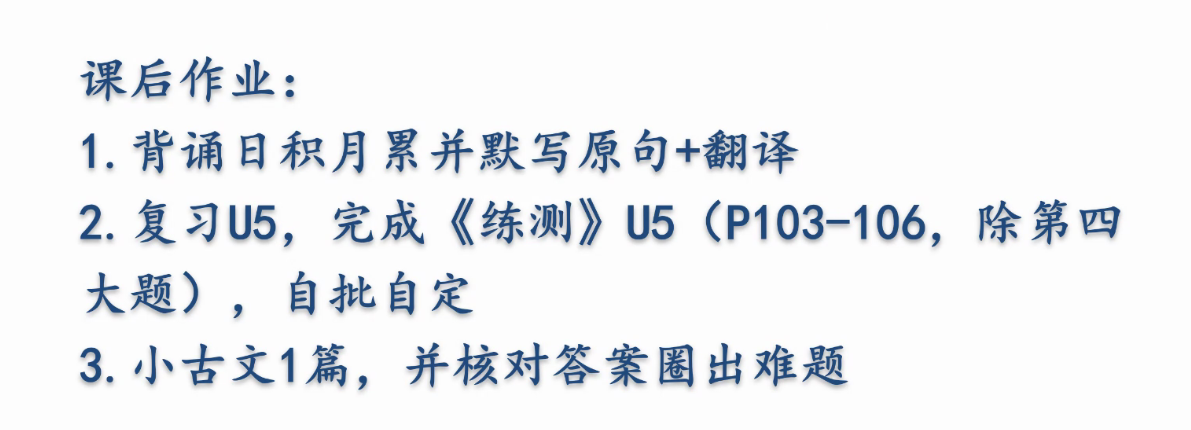 课后作业：
1.背诵日积月累并默写原句+翻译
2.复习U5，完成《练测》U5（P103-106，除第四
大题），自批自定
3.小古文1篇，并核对答案圈出难题